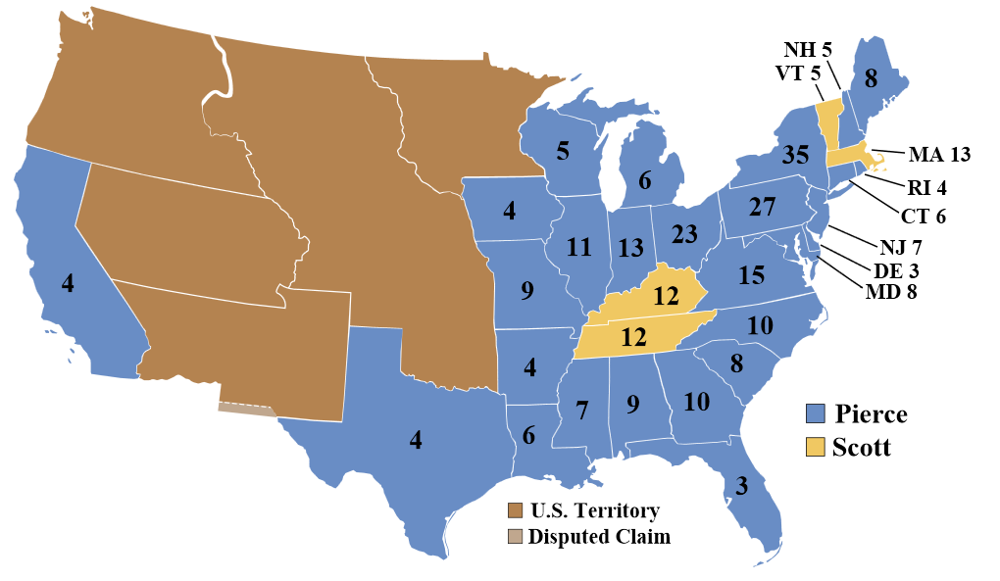 NH 5
VT 5
8
MA 13
35
RI 4
CT 6
5
6
4
27
23
11
13
NJ 7
DE 3
MD 8
15
4
9
12
10
12
4
8
7
9
10
6
4
3
Pierce
Scott
U.S. Territory
Disputed Claim